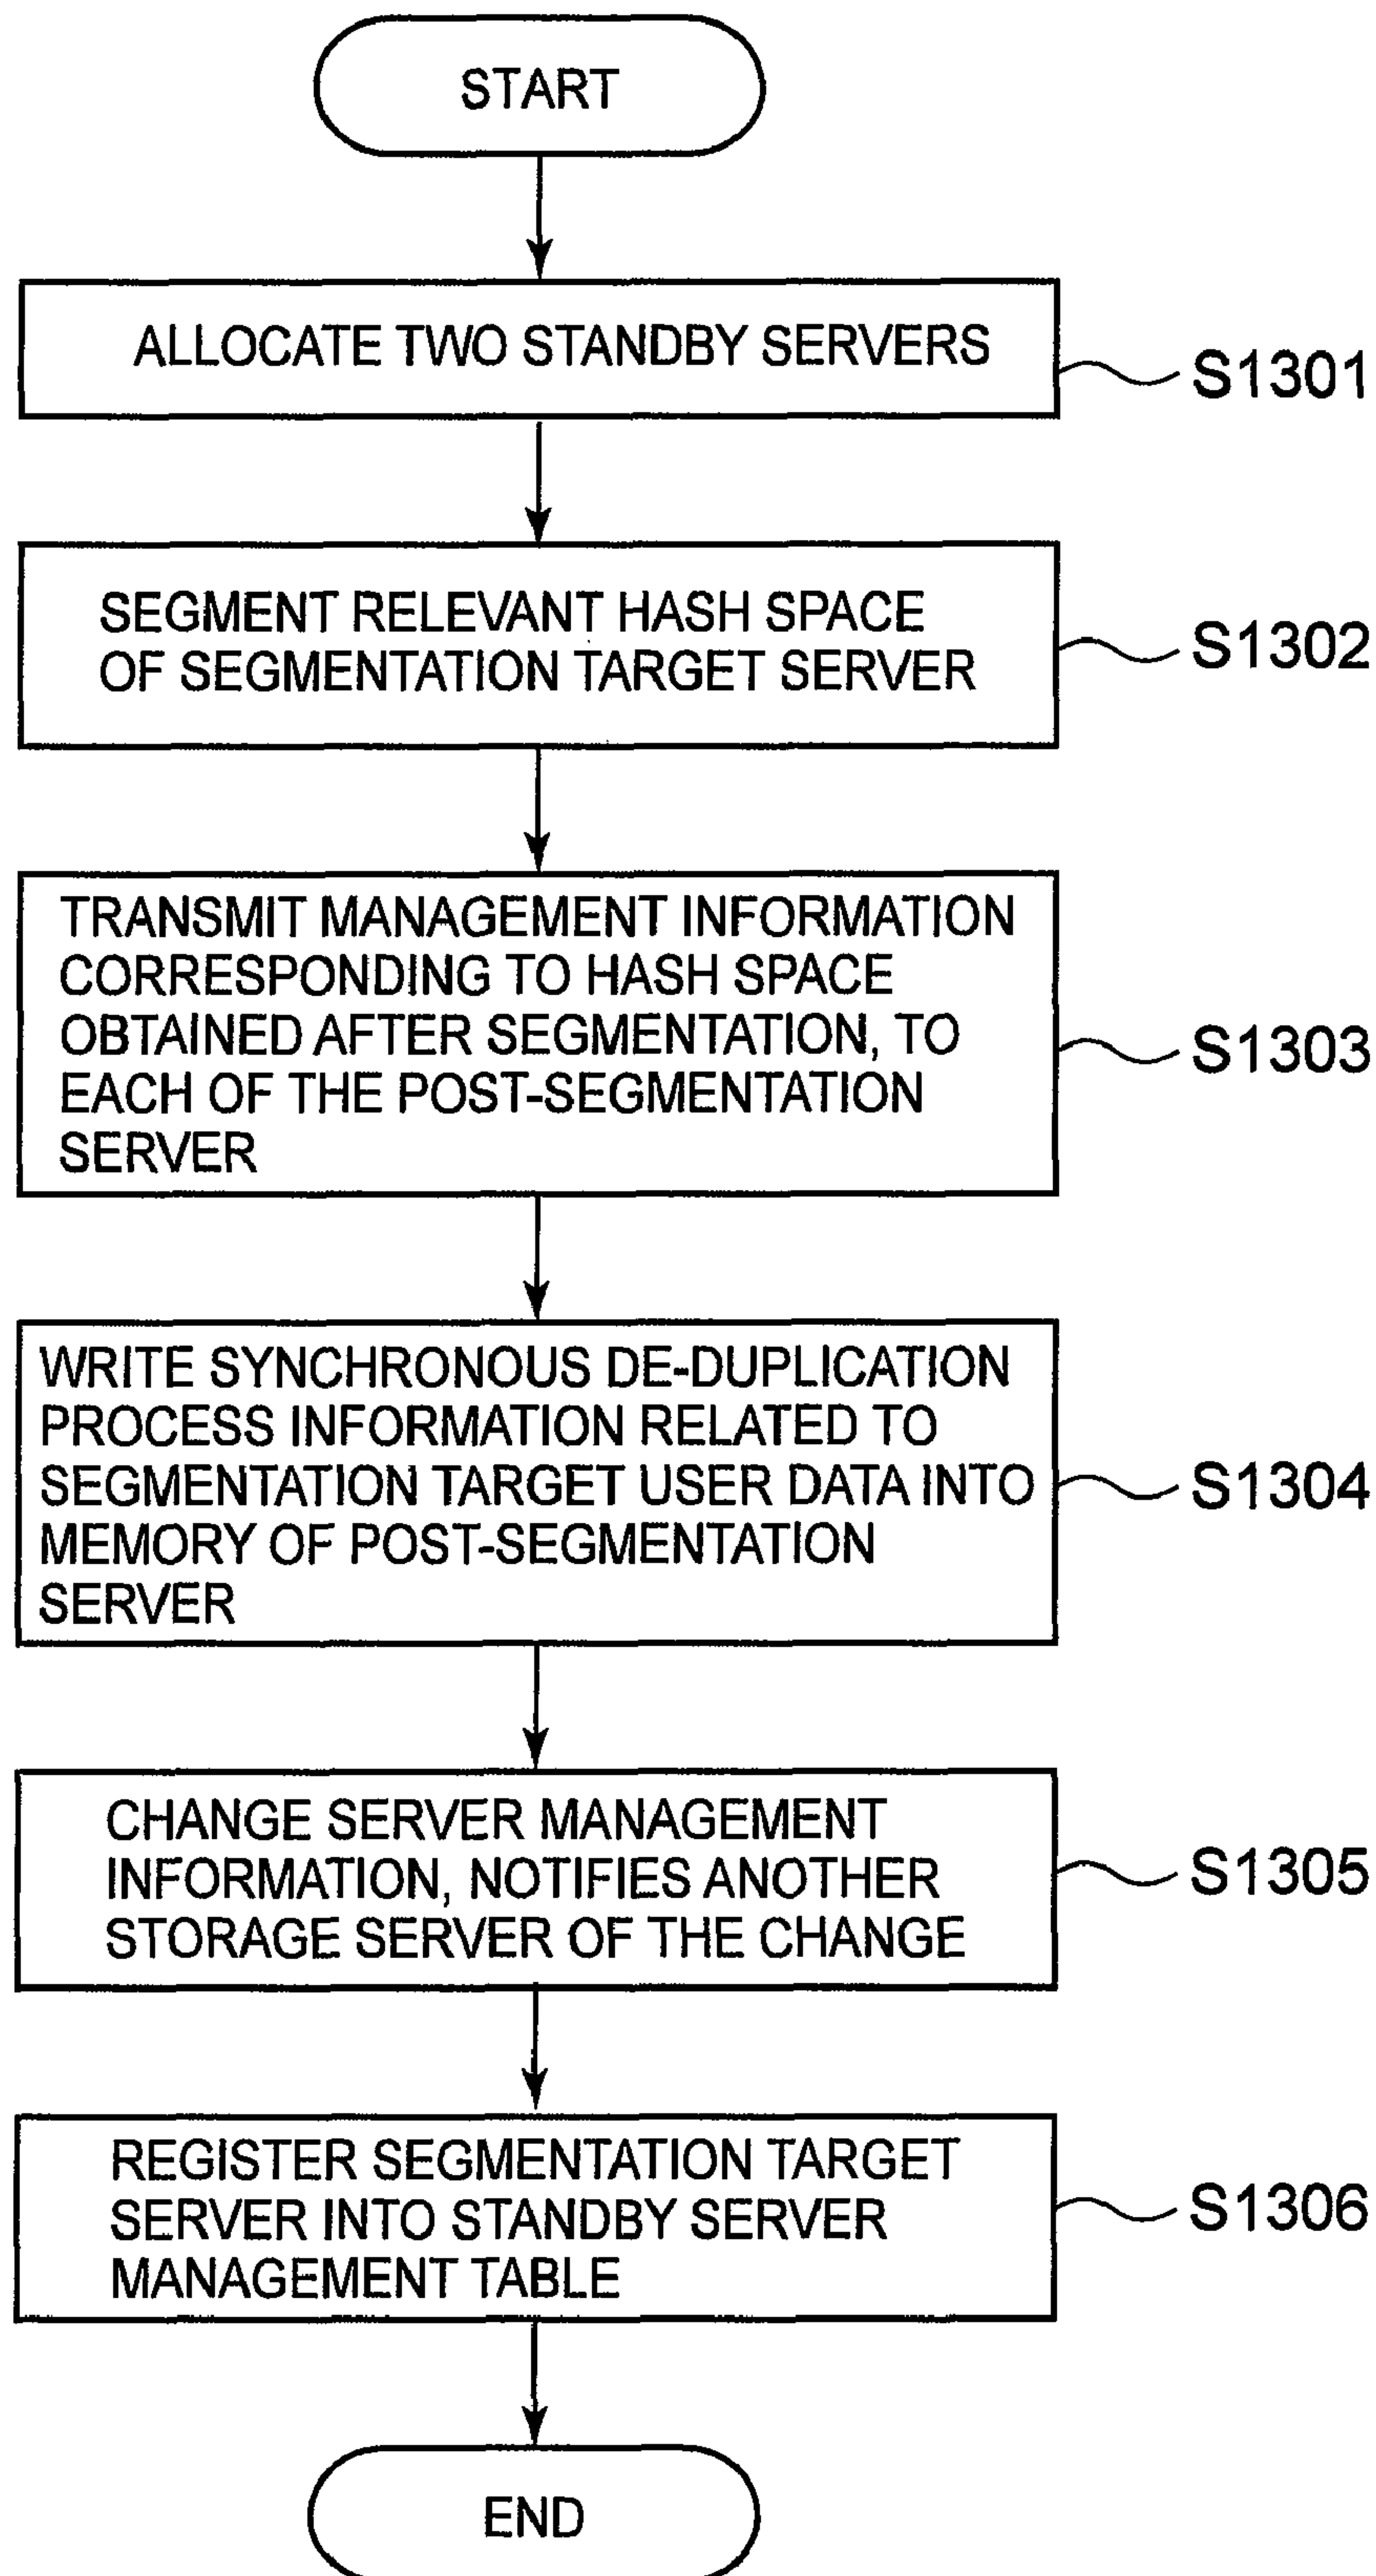 START
ALLOCATE TWO STANDBY SERVERS
S1301
SEGMENT RELEVANT HASH SPACE
OF SEGMENTATION TARGET SERVER
S1302
TRANSMIT MANAGEMENT INFORMATION
CORRESPONDING TO HASH SPACE
OBTAINED AFTER SEGMENTATION, TO
EACH OF THE POST-SEGMENTATION
SERVER
S1303
WRITE SYNCHRONOUS DE-DUPLICATION
PROCESS INFORMATION RELATED TO
SEGMENTATION TARGET USER DATA INTO
MEMORY OF POST-SEGMENTATION
SERVER
S1304
CHANGE SERVER MANAGEMENT
INFORMATION, NOTIFIES ANOTHER
STORAGE SERVER OF THE CHANGE
S1305
REGISTER SEGMENTATION TARGET
SERVER INTO STANDBY SERVER
MANAGEMENT TABLE
S1306
END